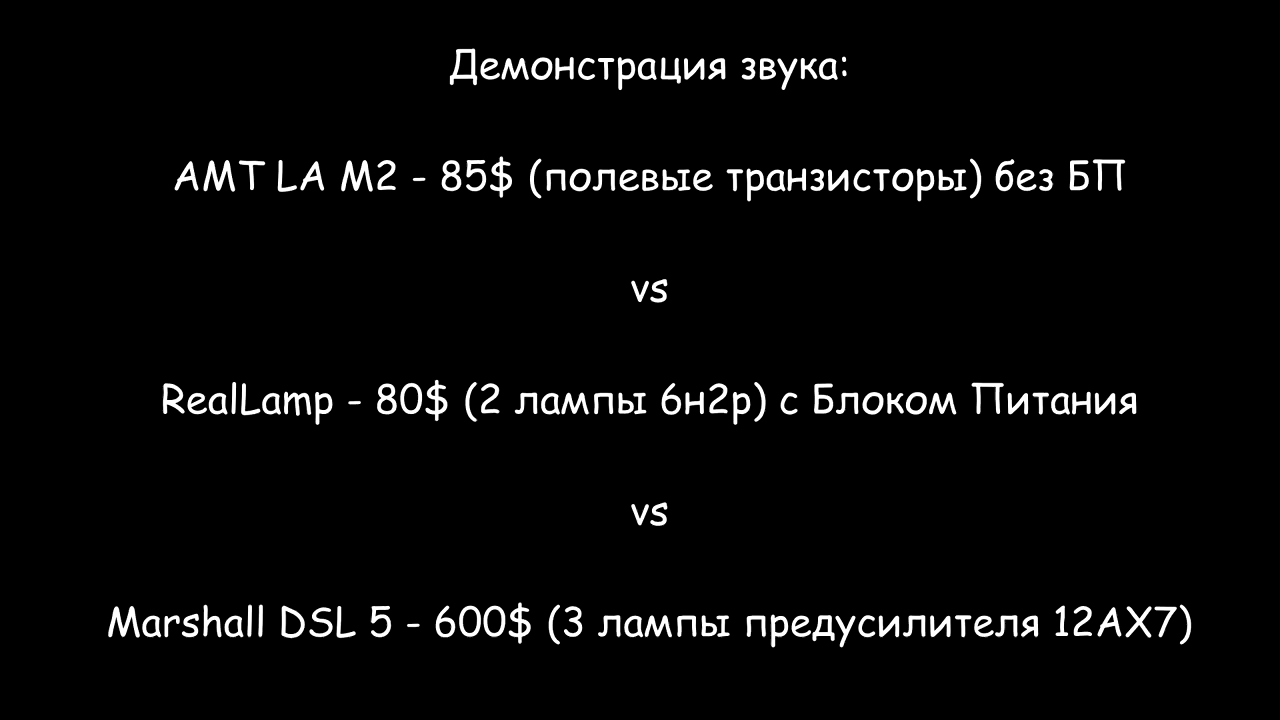 Демонстрация звука:
AMT LA M2 - 85$ (полевые транзисторы) без БП
vs
RealLamp - 80$ (2 лампы 6н2р) с Блоком Питания
vs
Marshall DSL 5 - 600$ (3 лампы предусилителя 12AX7)